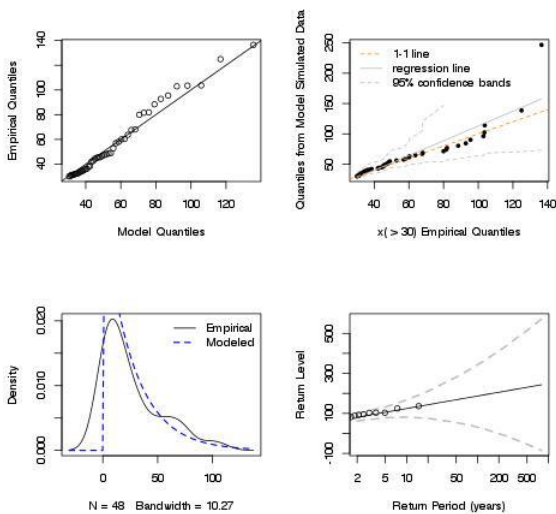 Empirical Quantiles
140
100
80
60
40
40 60 80 100 120
Model Quantiles
Quantiles from Model Simulated Data
250
200
150
100
50
1-1 line
regression line
95% confidence bands
40 60 80 100 120 140
x( > 30) Empirical Quantiles
Density
0.020
0.010
0.000
Empirical
Modeled
0 50 100
N = 48 Bandwidth = 10.27
Return Level
500
300
100
-100
2 5 10 50 200 500
Return Period (years)